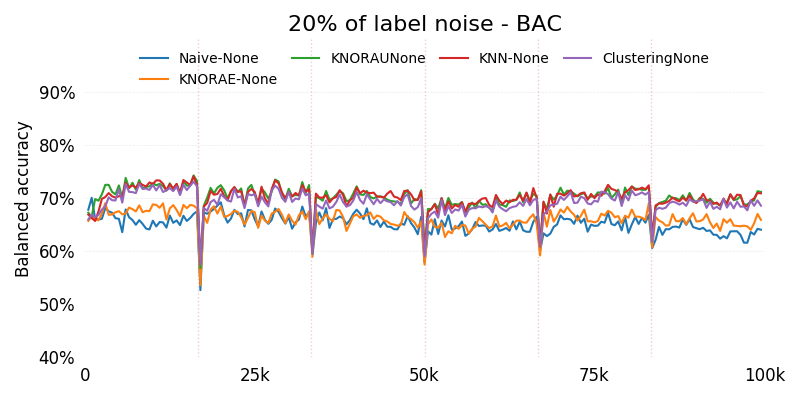 20% of label noise - BAC
Naive-None KNORAUNone KNN-None ClusteringNone
KNORAE-None
Balanced accuracy
90%
80%
70%
60%
50%
40%
0 25k 50k 75k 100k